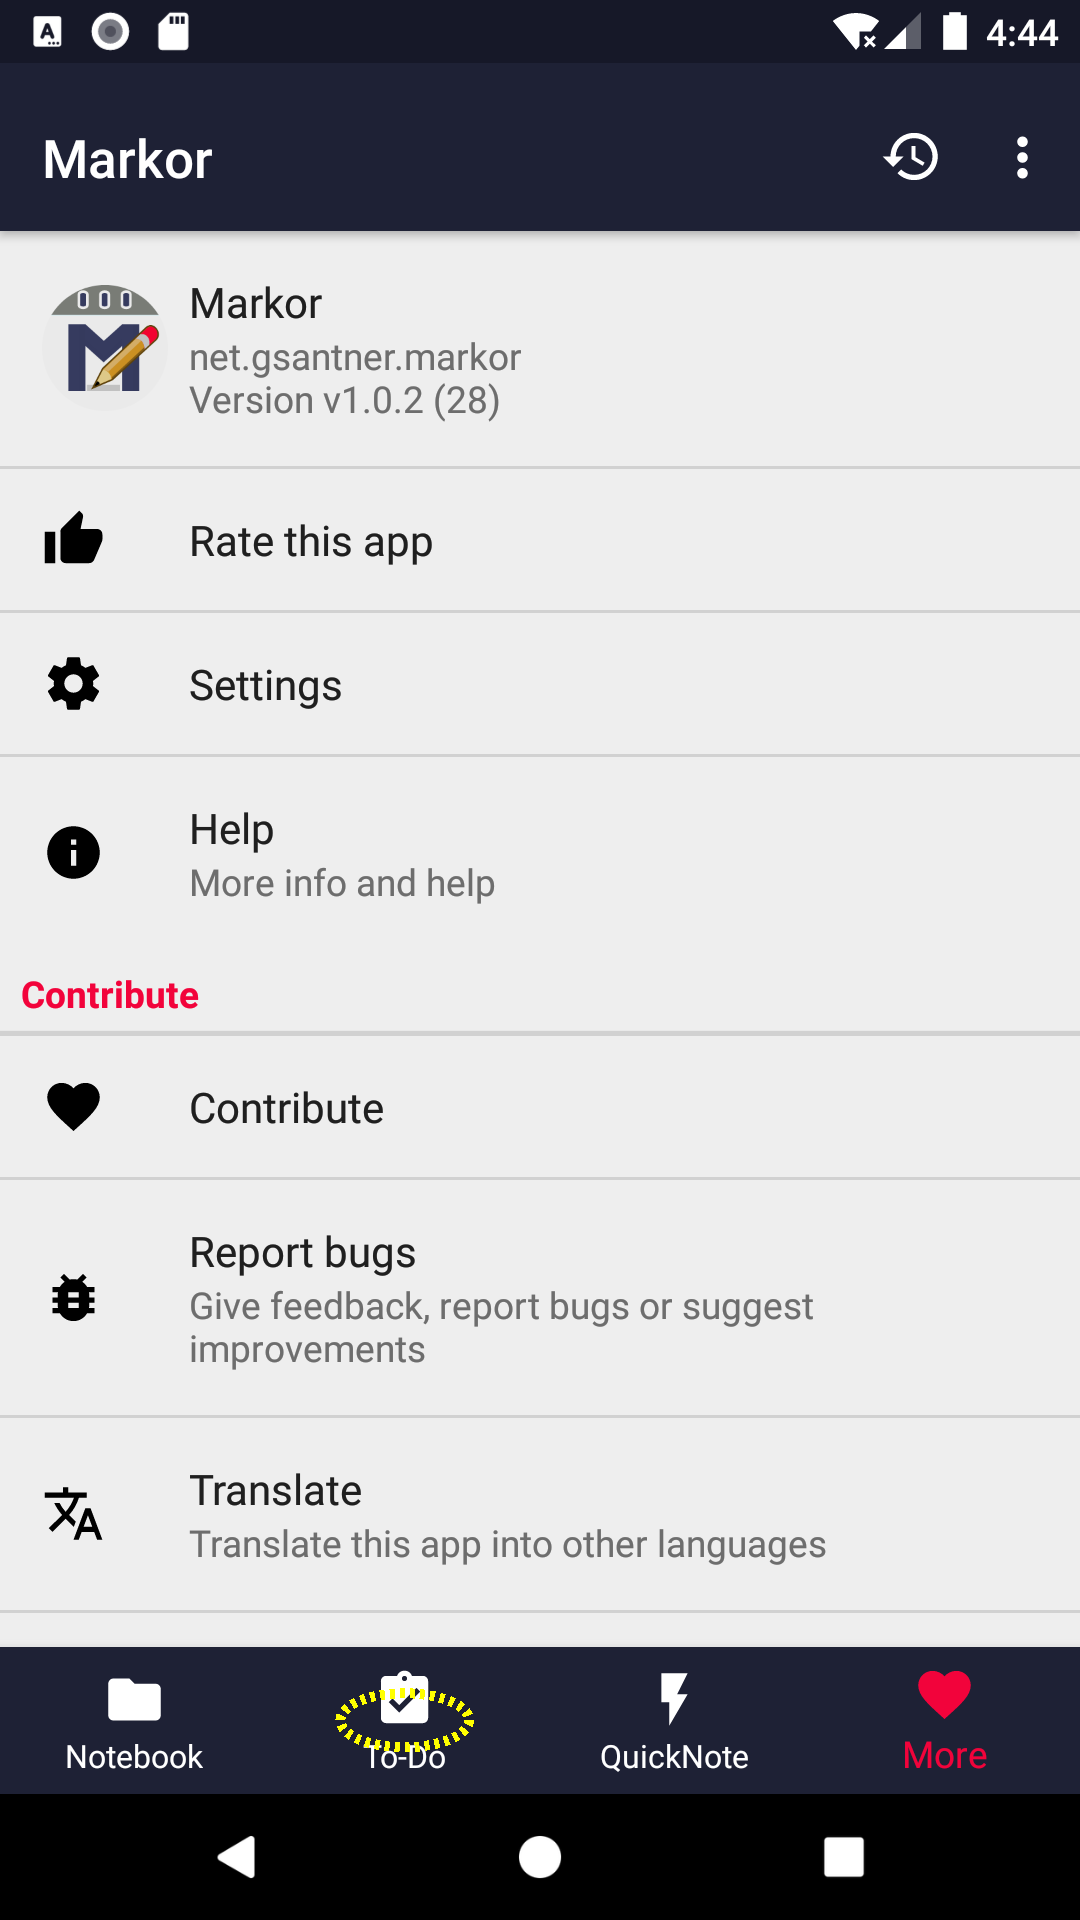 4:44
Markor
Markor
net.gsantner.markor
Version v1.0.2 (28)
Rate this app
Settings
Help
More info and help
Contribute
Contribute
Report bugs
Give feedback, report bugs or suggest
improvements
Translate
Translate this app into other languages
Notebook
To-Do
QuickNote
More